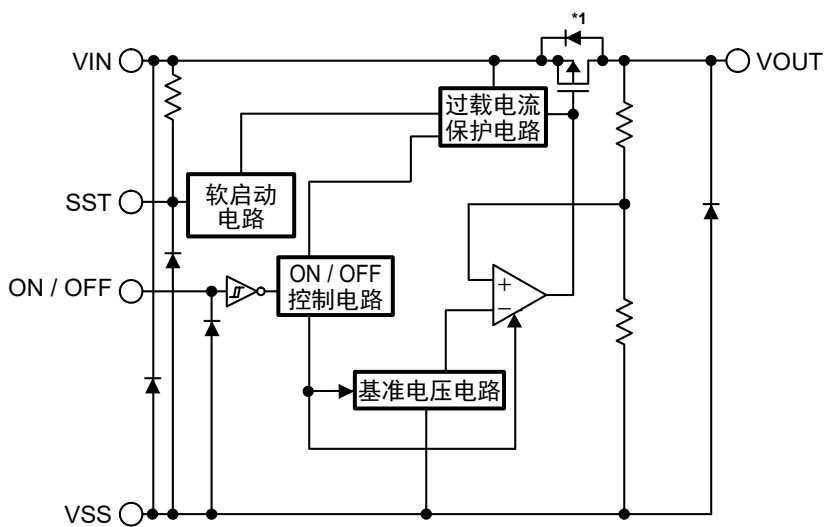 *1
VIN
VOUT
过载电流
保护电路
SST
软启动
电路
ON / OFF
ON / OFF
控制电路
+
−
基准电压电路
VSS